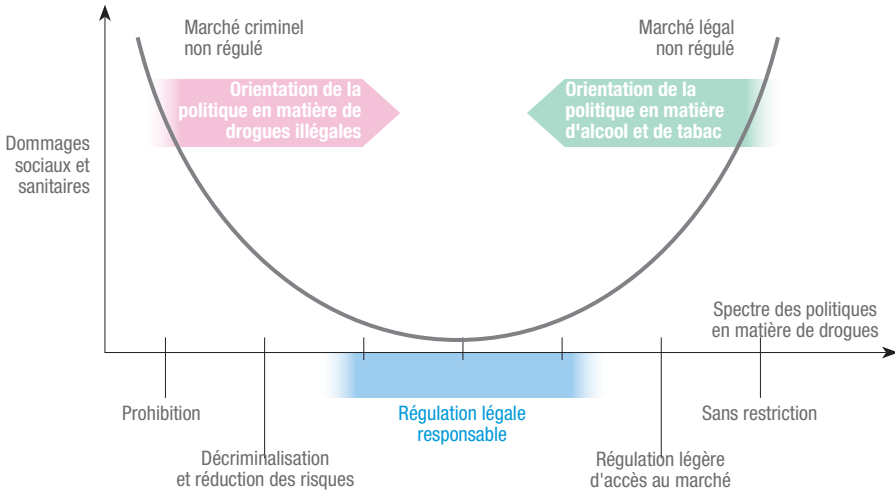 Marché criminel
non régulé
Marché légal
non régulé
Orientation de la
politique en matière de
drogues illégales
Orientation de la
politique en matière
d'alcool et de tabac
Dommages
sociaux et
sanitaires
Spectre des politiques
en matière de drogues
Prohibition
Décriminalisation
et réduction des risques
Régulation légale
responsable
Régulation légère
d'accès au marché
Sans restriction